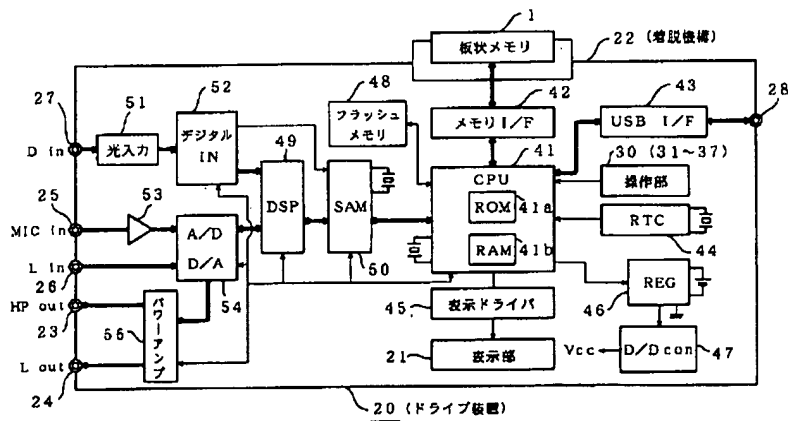 1
板状メモリ
22 (着脱機構)
52
48
42
43
28
27
51
フラッシュ
メモリ
メモリI/F
USB I/F
D in
光入力
デジタル
IN
49
41
30 (31〜37)
CPU
操作部
25
53
DSP
SAM
ROM
41a
RTC
MIC in
A/D
RAM
41b
44
L in
D/A
50
REG
26
54
45
表示ドライバ
46
HP out
23
56
パワーアンプ
21
表示部
Vcc
D/Dcon
47
L out
24
20 (ドライブ装置)